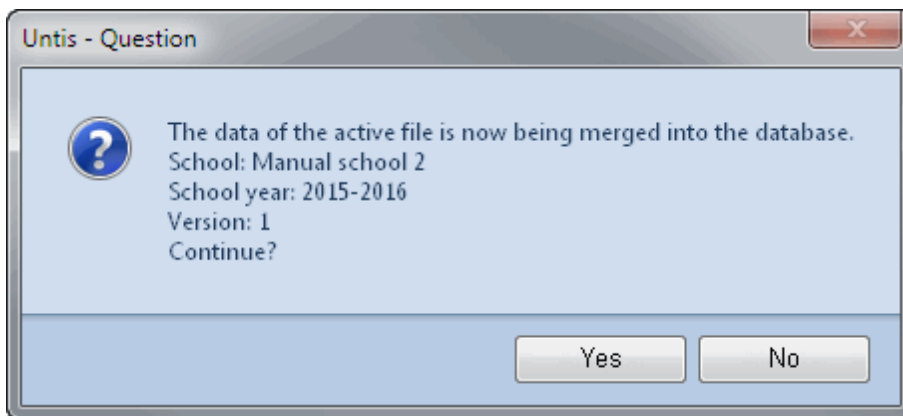 Untis - Question
The data of the active file is now being merged into the database.
School: Manual school 2
School year: 2015-2016
Version: 1
Continue?
Yes
No